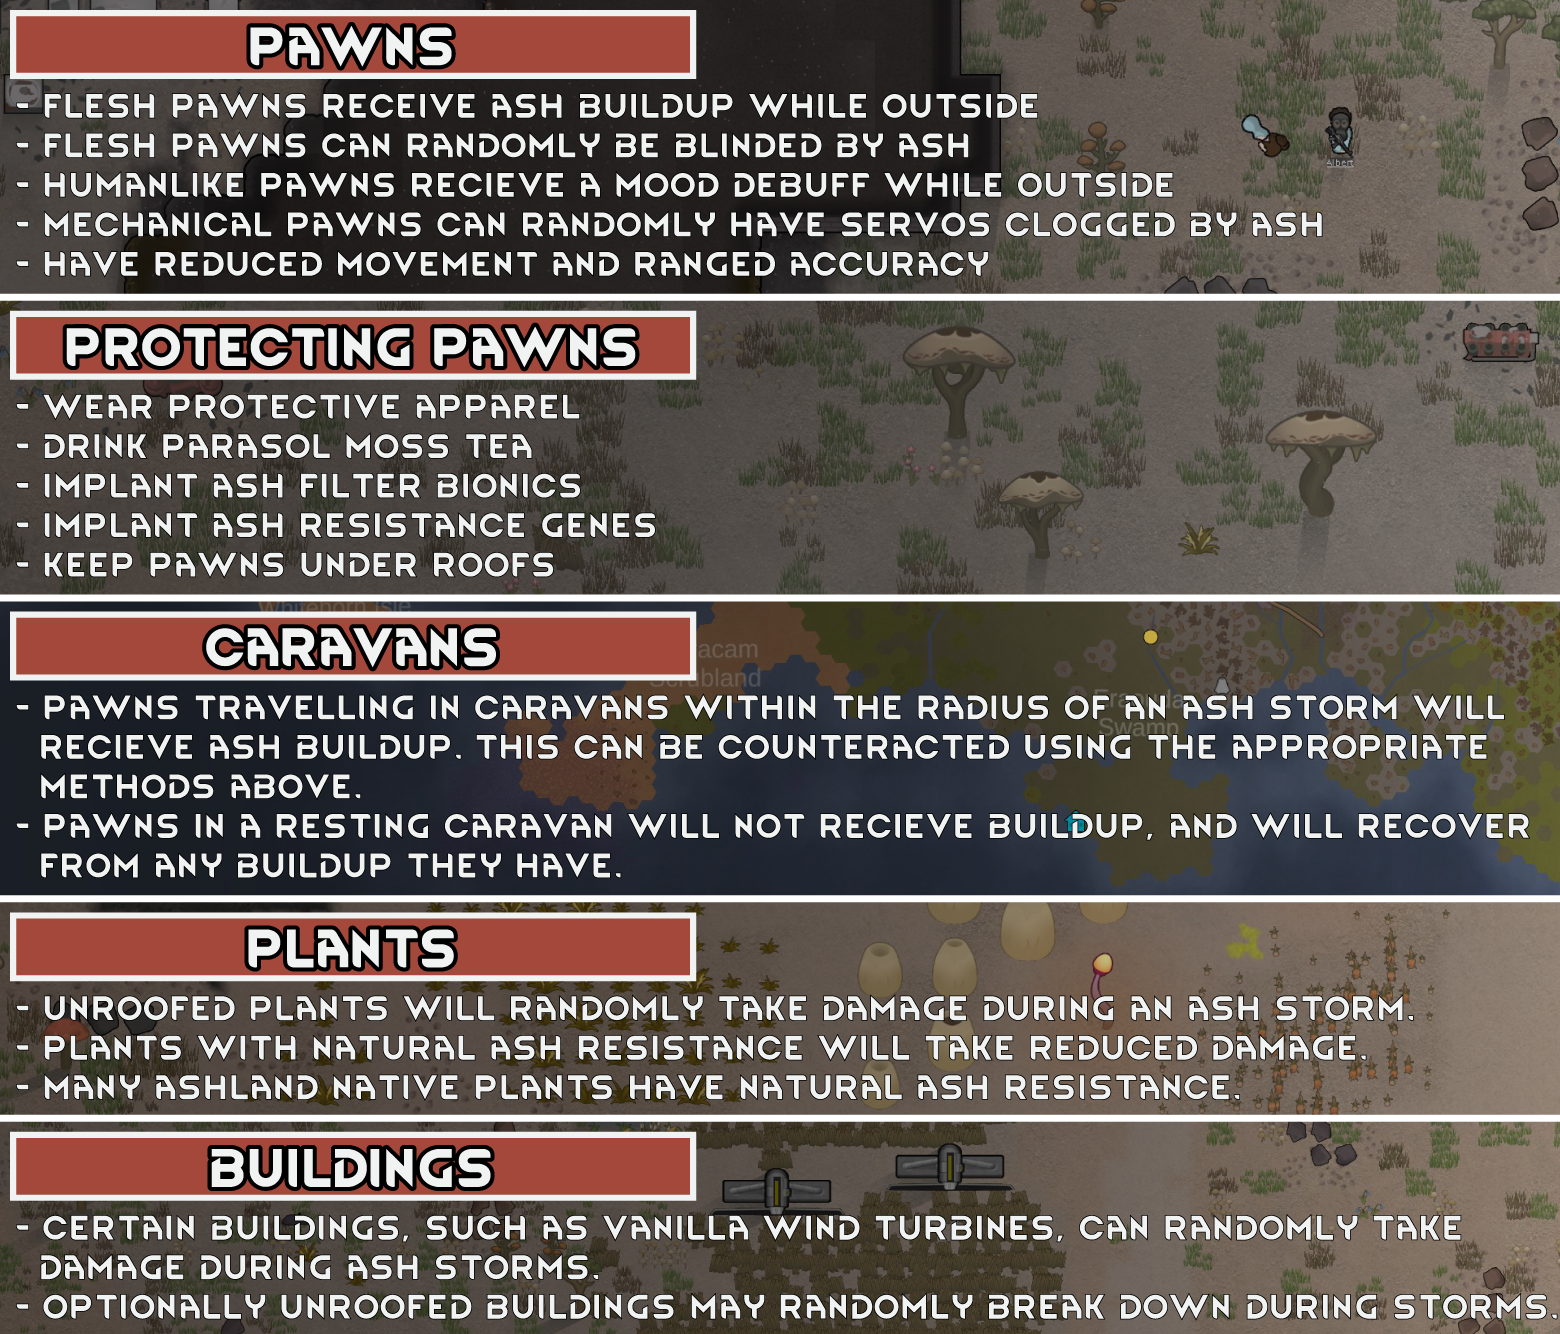 PAWNS
- FLESH PAWNS RECEIVE ASH BUILDUP WHILE OUTSIDE
- FLESH PAWNS CAN RANDOMLY BE BLINDED BY ASH
- HUMANLIKE PAWNS RECIEVE A MOOD DEBUFF WHILE OUTSIDE
- MECHANICAL PAWNS CAN RANDOMLY HAVE SERVOS CLOGGED BY ASH
- HAVE REDUCED MOVEMENT AND RANGED ACCURACY
Albert
PROTECTING PAWNS
- WEAR PROTECTIVE APPAREL
- DRINK PARASOL MOSS TEA
- IMPLANT ASH FILTER BIONICS
- IMPLANT ASH RESISTANCE GENES
- KEEP PAWNS UNDER ROOFS
CARAVANS
- PAWNS TRAVELLING IN CARAVANS WITHIN THE RADIUS OF AN ASH STORM WILL
RECIEVE ASH BUILDUP. THIS CAN BE COUNTERACTED USING THE APPROPRIATE
METHODS ABOVE.
- PAWNS IN A RESTING CARAVAN WILL NOT RECIEVE BUILDUP, AND WILL RECOVER
FROM ANY BUILDUP THEY HAVE.
Swamp
PLANTS
- UNROOFED PLANTS WILL RANDOMLY TAKE DAMAGE DURING AN ASH STORM.
- PLANTS WITH NATURAL ASH RESISTANCE WILL TAKE REDUCED DAMAGE.
- MANY ASHLAND NATIVE PLANTS HAVE NATURAL ASH RESISTANCE.
BUILDINGS
- CERTAIN BUILDINGS, SUCH AS VANILLA WIND TURBINES, CAN RANDOMLY TAKE
DAMAGE DURING ASH STORMS.
- OPTIONALLY UNROOFED BUILDINGS MAY RANDOMLY BREAK DOWN DURING STORMS.